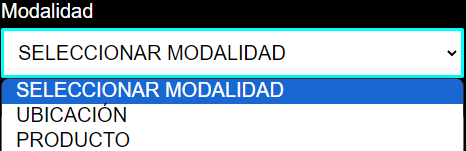 Modalidad
SELECCIONAR MODALIDAD
SELECCIONAR MODALIDAD
UBICACIÓN
PRODUCTO